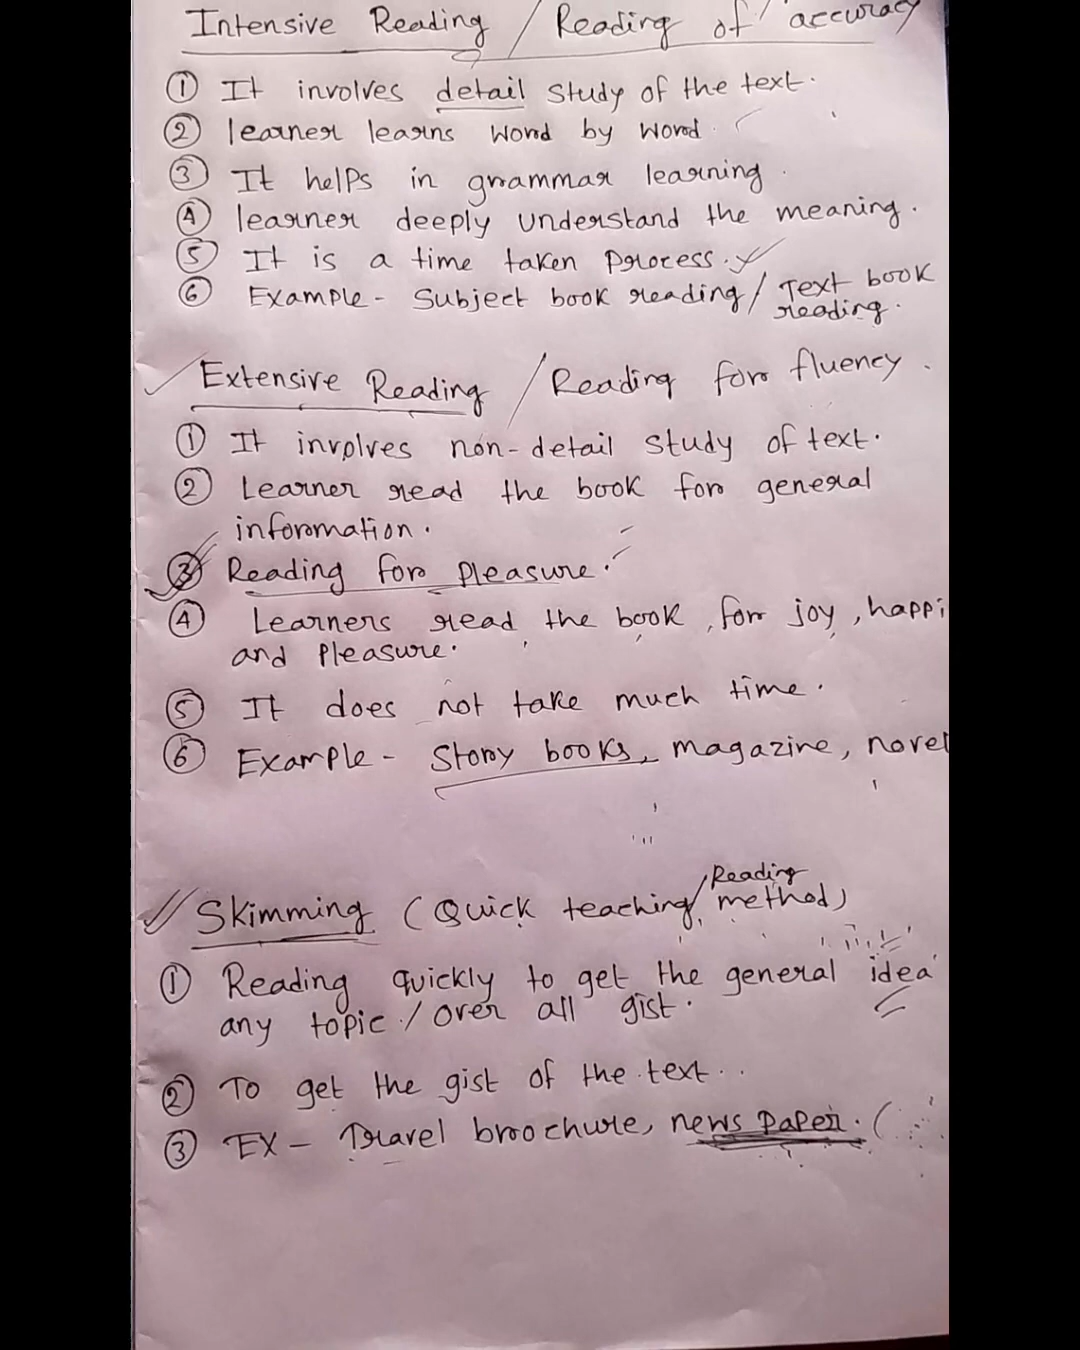 Intensive Reading / Reading of accuracy
① It involves detail study of the text.
② learner learns word by word
③ It helps in grammar learning.
④ learner deeply understand the meaning.
⑤ It is a time taken process.
⑥ Example - Subject book reading / Text book
reading.
Extensive Reading / Reading for fluency.
① It involves non-detail study of text.
② Learner read the book for general
information.
③ Reading for pleasure.
④ Learners read the book, for joy, happi
and pleasure.
⑤ It does not take much time.
⑥ Example - Story books, magazine, novel
Skimming (Quick teaching/ Reading method)
① Reading quickly to get the general idea
any topic / over all gist.
② To get the gist of the text.
③ Ex - Travel brochure, news paper. (